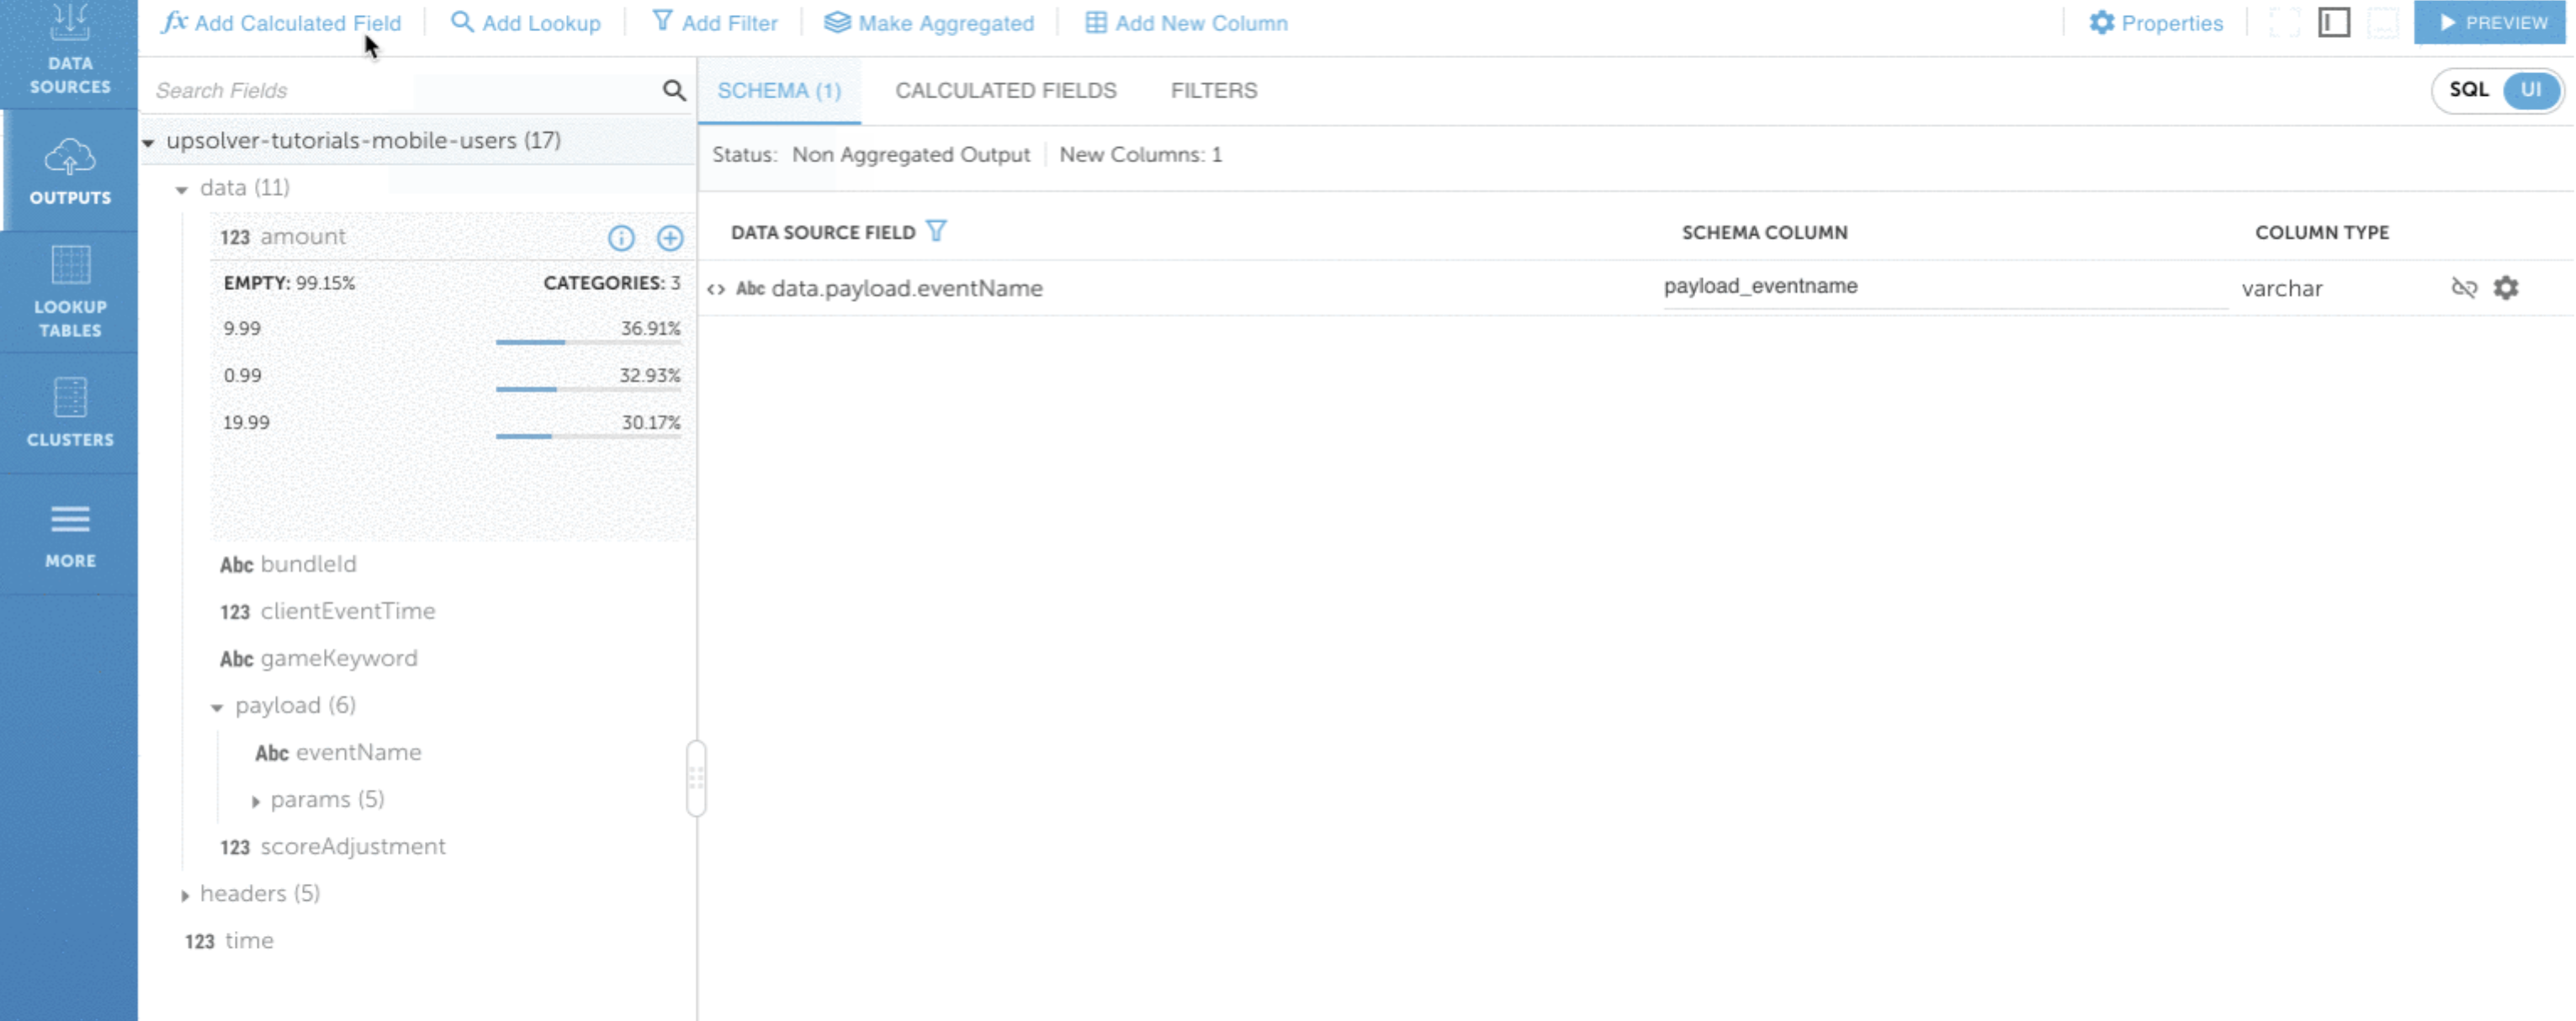 Add Calculated Field
Add Lookup
Add Filter
Make Aggregated
Add New Column
Properties
PREVIEW
DATA
SOURCES
OUTPUTS
LOOKUP
TABLES
CLUSTERS
MORE
Search Fields
upsolver-tutorials-mobile-users (17)
data (11)
123 amount
EMPTY: 99.15% CATEGORIES: 3
9.99 36.91%
0.99 32.93%
19.99 30.17%
Abc bundleId
123 clientEventTime
Abc gameKeyword
payload (6)
Abc eventName
params (5)
123 scoreAdjustment
headers (5)
123 time
SCHEMA (1) CALCULATED FIELDS FILTERS
SQL UI
Status: Non Aggregated Output New Columns: 1
DATA SOURCE FIELD SCHEMA COLUMN COLUMN TYPE
<> Abc data.payload.eventName payload_eventname varchar